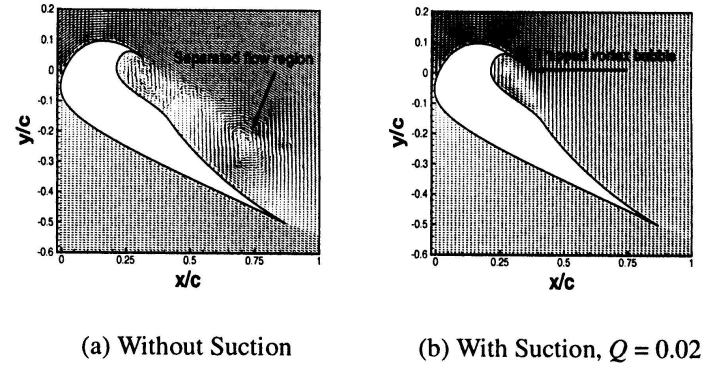 0.2
0.1
0
-0.1
-0.2
-0.3
-0.4
-0.5
-0.6
y/c
Separated flow region
0 0.25 0.5 0.75 1
x/c
0.2
0.1
0
-0.1
-0.2
-0.3
-0.4
-0.5
-0.6
y/c
vortex bubble
0 0.25 0.5 0.75 1
x/c
(a) Without Suction
(b) With Suction, Q = 0.02